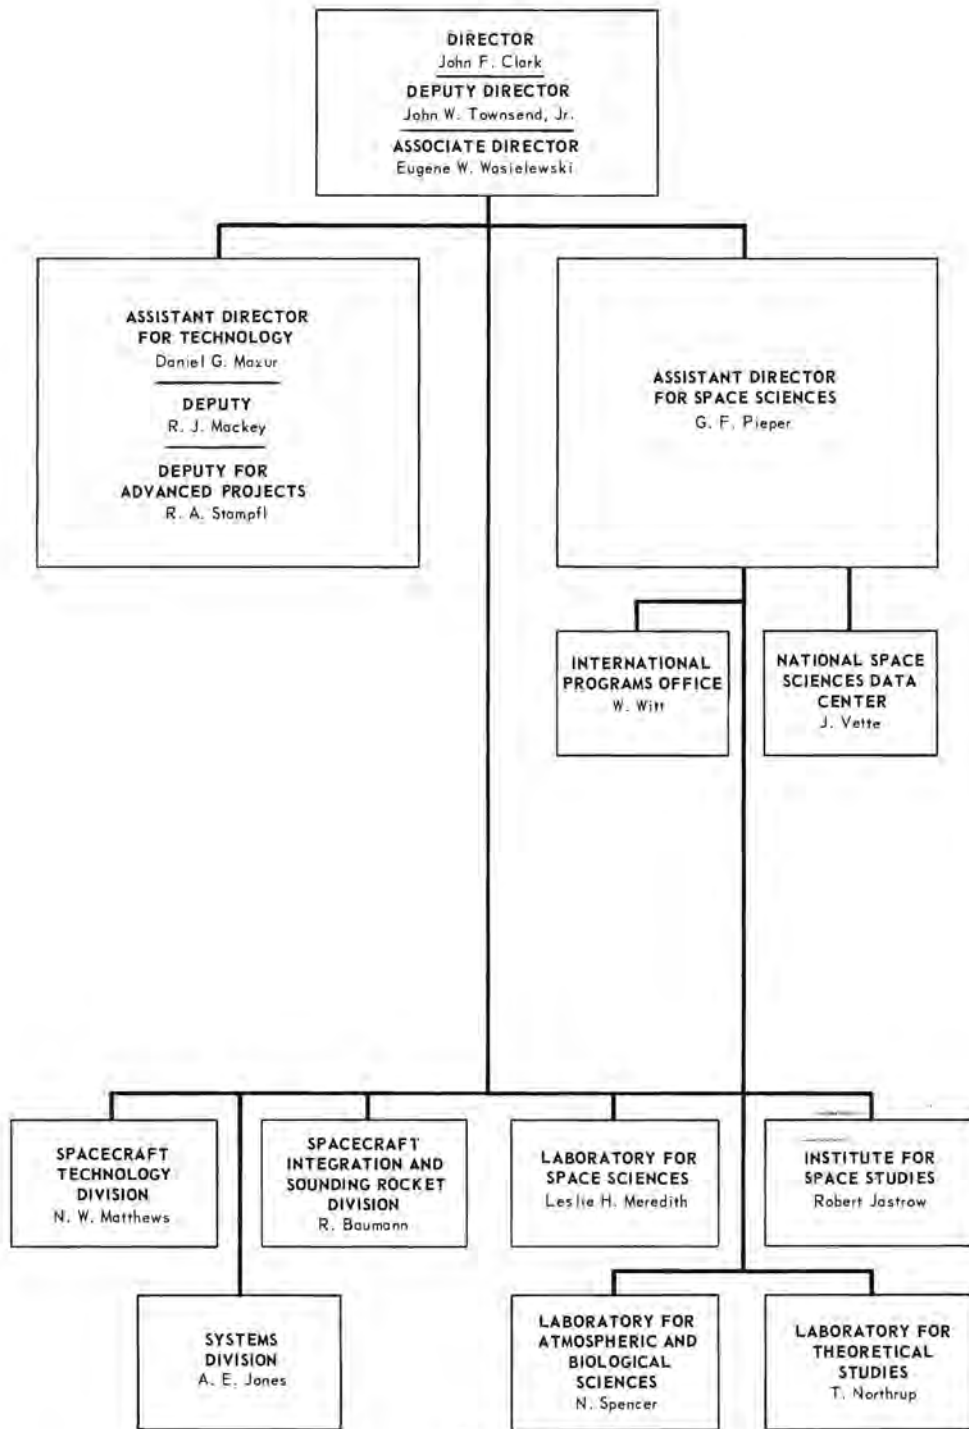 DIRECTOR
John F. Clark
DEPUTY DIRECTOR
John W. Townsend, Jr.
ASSOCIATE DIRECTOR
Eugene W. Wasielewski
ASSISTANT DIRECTOR
FOR TECHNOLOGY
Daniel G. Mazur
DEPUTY
R. J. Mackey
DEPUTY FOR
ADVANCED PROJECTS
R. A. Stampfl
ASSISTANT DIRECTOR
FOR SPACE SCIENCES
G. F. Pieper
INTERNATIONAL
PROGRAMS OFFICE
W. Witt
NATIONAL SPACE
SCIENCES DATA
CENTER
J. Vette
SPACECRAFT
TECHNOLOGY
DIVISION
N. W. Matthews
SPACECRAFT
INTEGRATION AND
SOUNDING ROCKET
DIVISION
R. Baumann
LABORATORY FOR
SPACE SCIENCES
Leslie H. Meredith
INSTITUTE FOR
SPACE STUDIES
Robert Jastrow
SYSTEMS
DIVISION
A. E. Jones
LABORATORY FOR
ATMOSPHERIC AND
BIOLOGICAL
SCIENCES
N. Spencer
LABORATORY FOR
THEORETICAL
STUDIES
T. Northrup